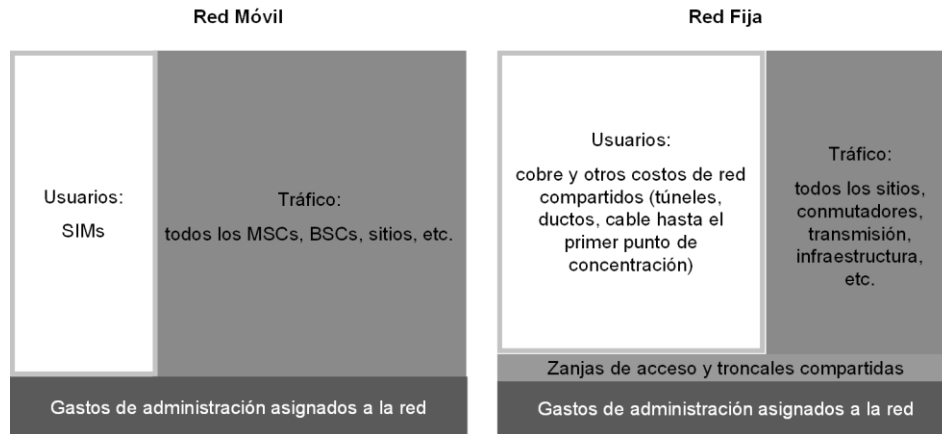 Red Móvil
Usuarios:
SIMs
Tráfico:
todos los MSCs, BSCs, sitios, etc.
Gastos de administración asignados a la red
Red Fija
Usuarios:
cobre y otros costos de red
compartidos (túneles,
ductos, cable hasta el
primer punto de
concentración)
Tráfico:
todos los sitios,
conmutadores,
transmisión,
infraestructura,
etc.
Zanjas de acceso y troncales compartidas
Gastos de administración asignados a la red